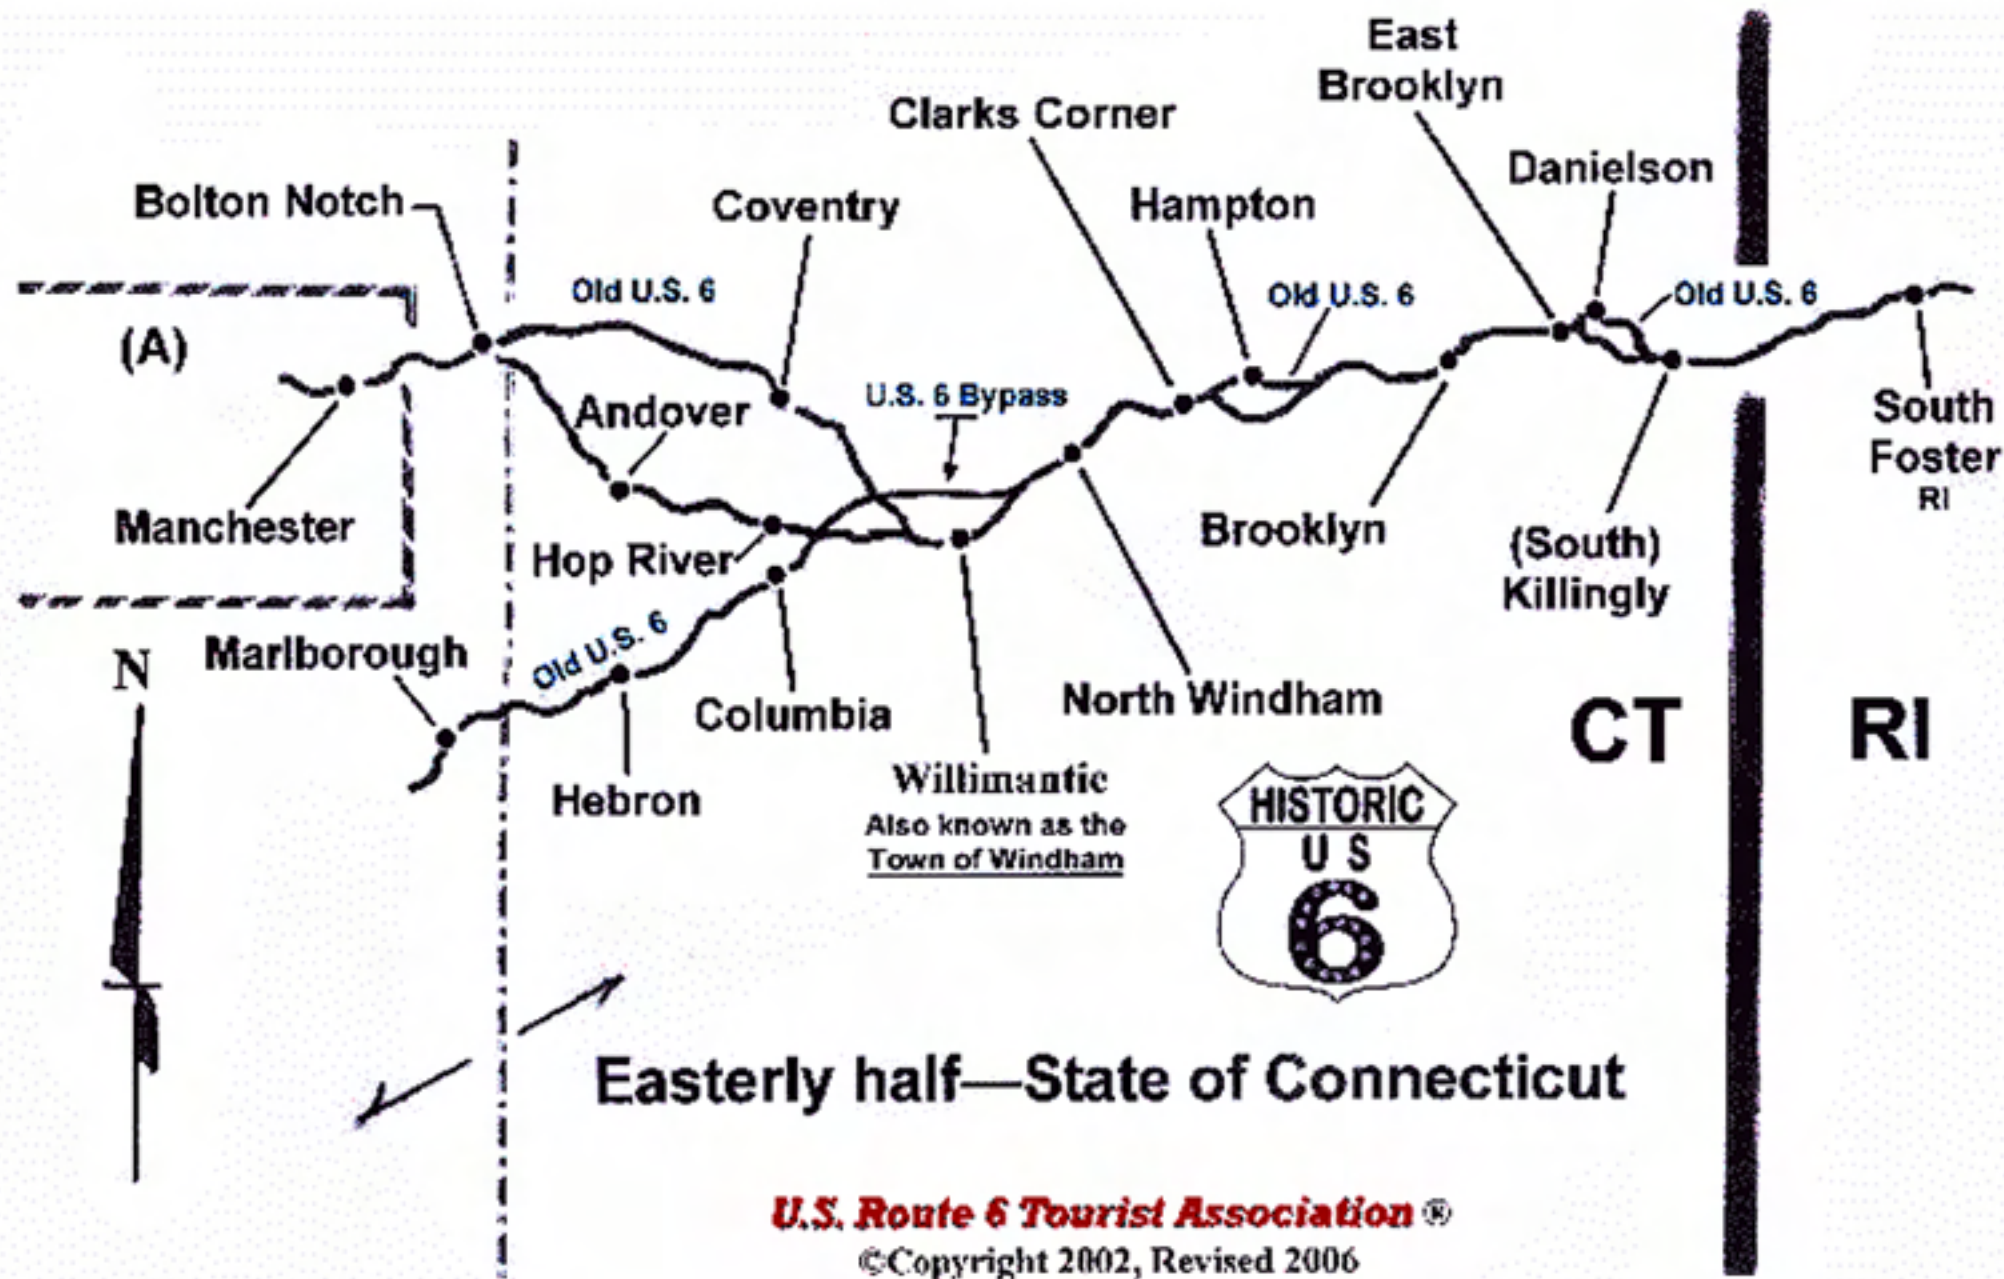 East
Brooklyn
Clarks Corner
Danielson
Bolton Notch
Coventry
Hampton
Old U.S. 6
Old U.S. 6
Old U.S. 6
(A)
Andover
U.S. 6 Bypass
South
Foster
RI
Manchester
Hop River
Brooklyn
(South)
Killingly
Old U.S. 6
N
Marlborough
Columbia
North Windham
CT
RI
Hebron
Willimantic
Also known as the
Town of Windham
HISTORIC
U S
6
Easterly half—State of Connecticut
U.S. Route 6 Tourist Association ®
©Copyright 2002, Revised 2006